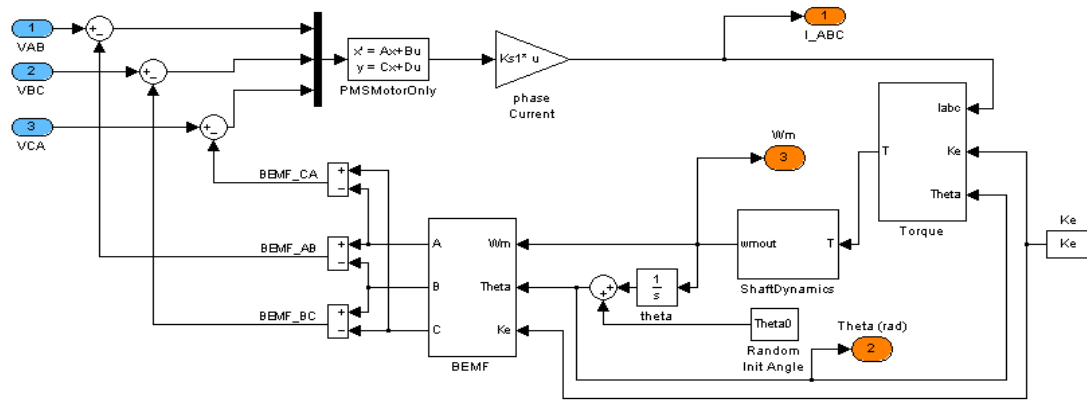 1
VAB
2
VBC
3
VCA
+
−
+
−
+
−
x' = Ax+Bu
y = Cx+Du
PMSMotorOnly
Ks1* u
phase
Current
1
I_ABC
Iabc
Ke
Theta
T
Torque
Wm
3
Ke
Ke
BEMF_CA
+
−
BEMF_AB
+
−
BEMF_BC
+
−
A
B
C
Wm
Theta
Ke
BEMF
wmout
T
ShaftDynamics
+
+
1
s
theta
Theta0
Random
Init Angle
Theta (rad)
2